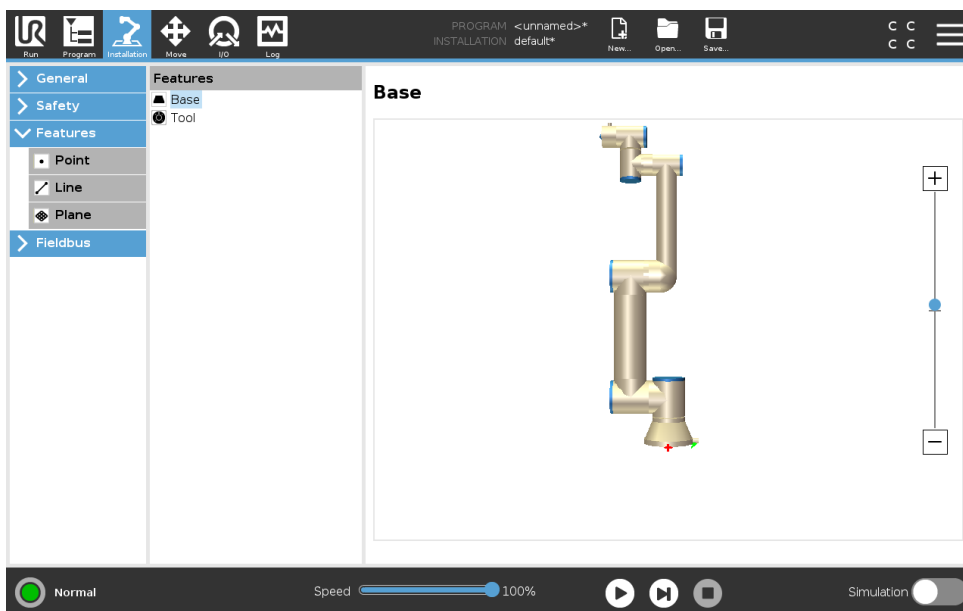 UR
PROGRAM <unnamed>*
INSTALLATION default*
Run Program Installation Move I/O Log
New... Open... Save...
C C
C C
General
Safety
Features
Point
Line
Plane
Fieldbus
Features
Base
Tool
Base
Normal
Speed 100%
Simulation